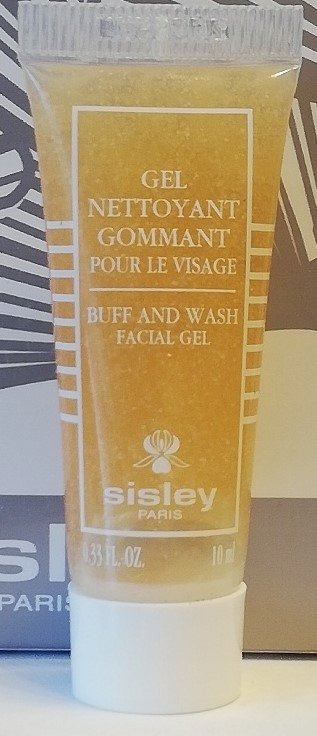 GEL
NETTOYANT
GOMMANT
POUR LE VISAGE
BUFF AND WASH
FACIAL GEL
sisley
PARIS
0.33 FL. OZ. 10 ml
sl
PARIS